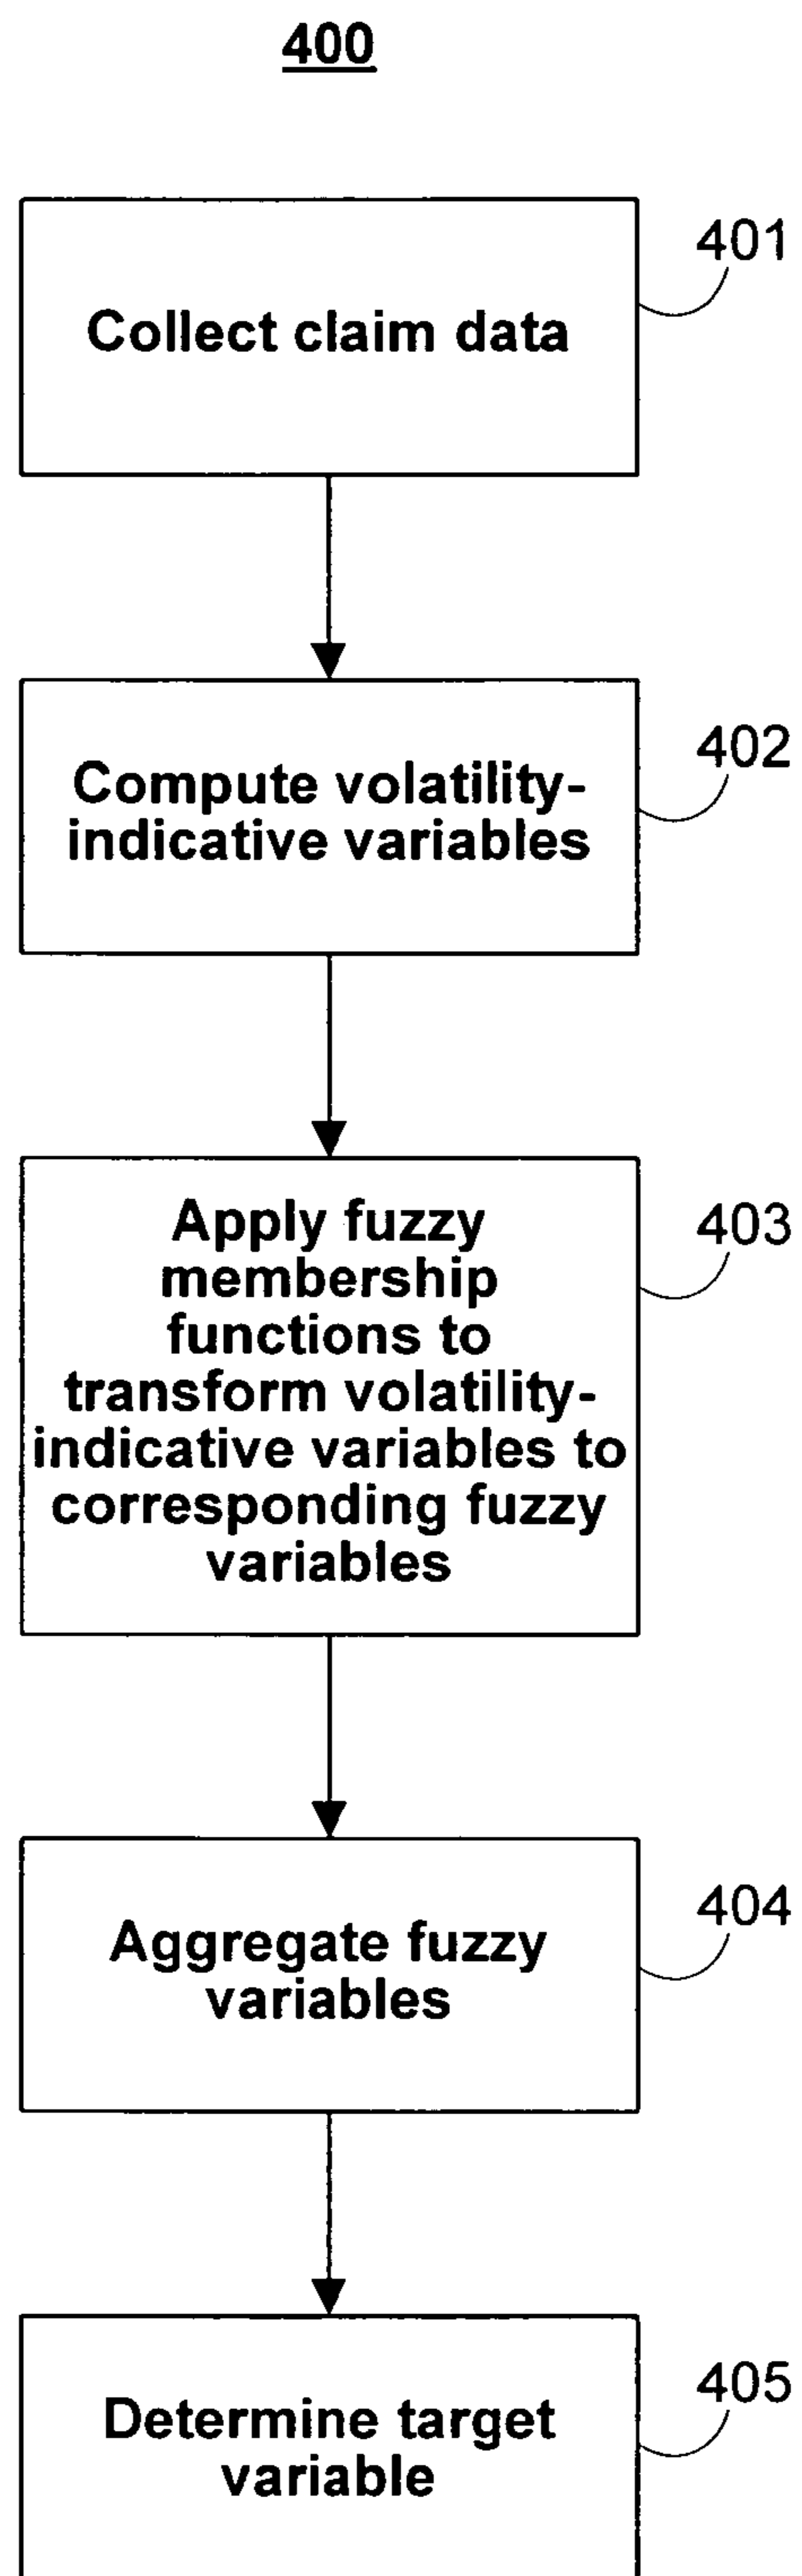 400
401
Collect claim data
402
Compute volatility-
indicative variables
403
Apply fuzzy
membership
functions to
transform volatility-
indicative variables to
corresponding fuzzy
variables
404
Aggregate fuzzy
variables
405
Determine target
variable